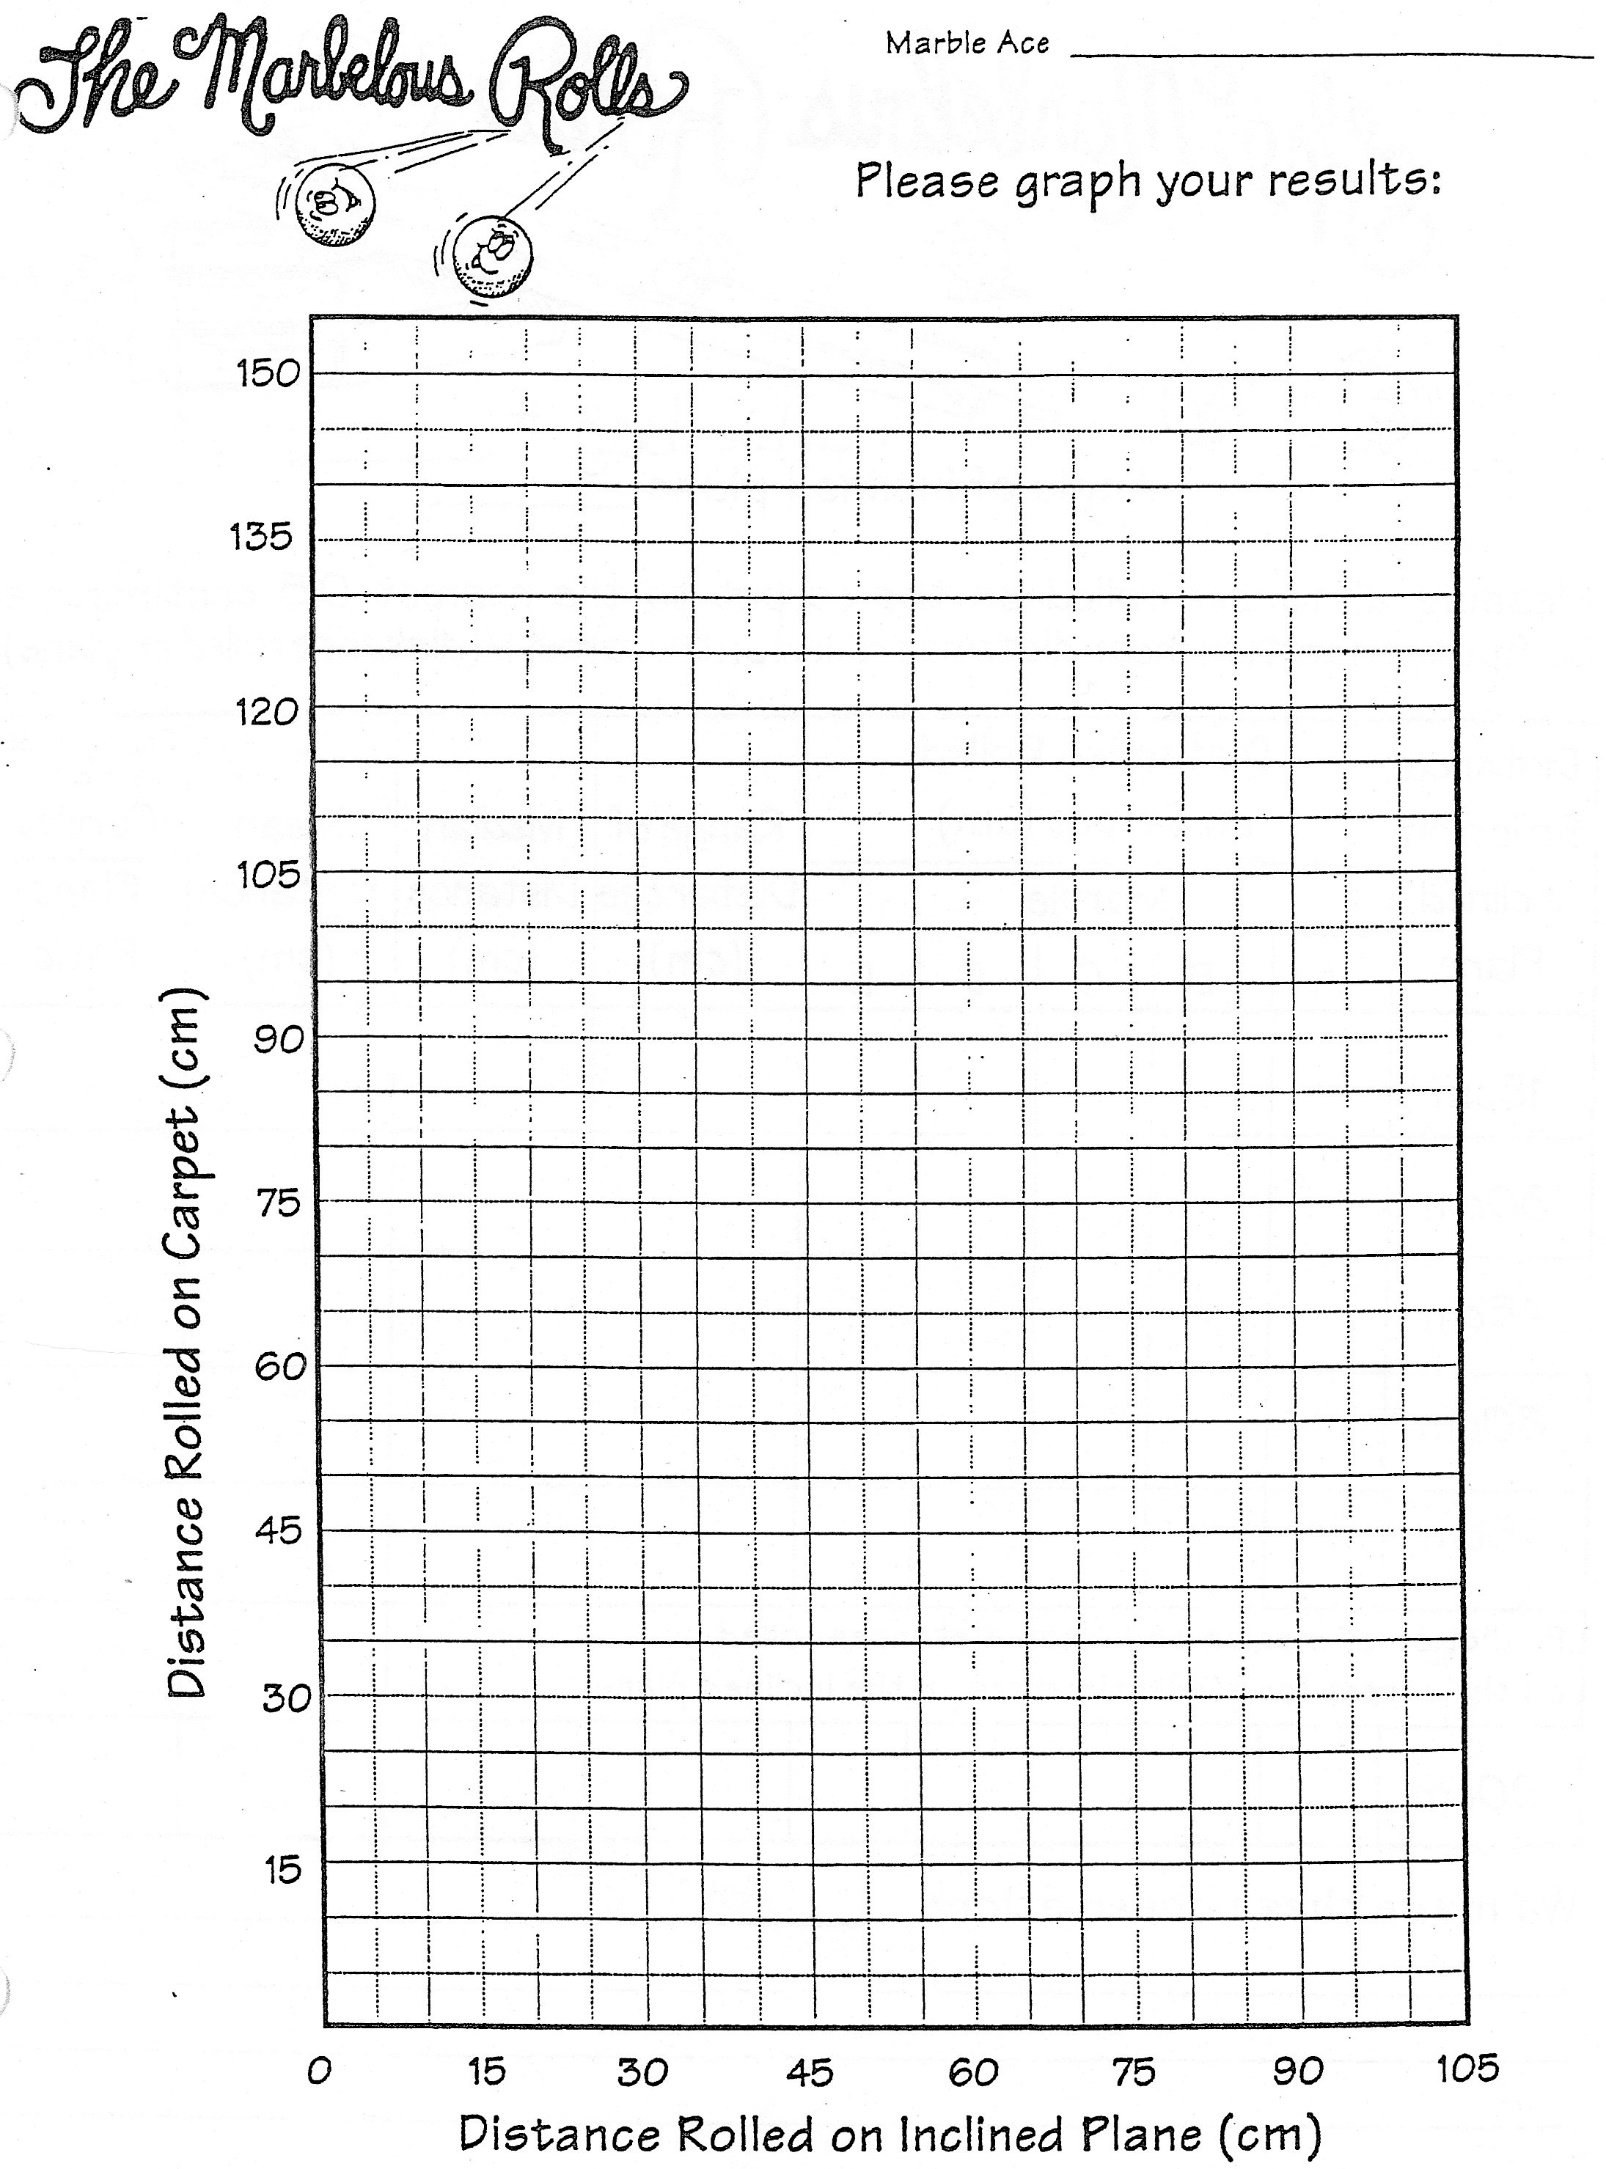 The Marbelous Rolls
Marble Ace
Please graph your results:
150
135
120
105
90
75
60
45
30
15
Distance Rolled on Carpet (cm)
0 15 30 45 60 75 90 105
Distance Rolled on Inclined Plane (cm)